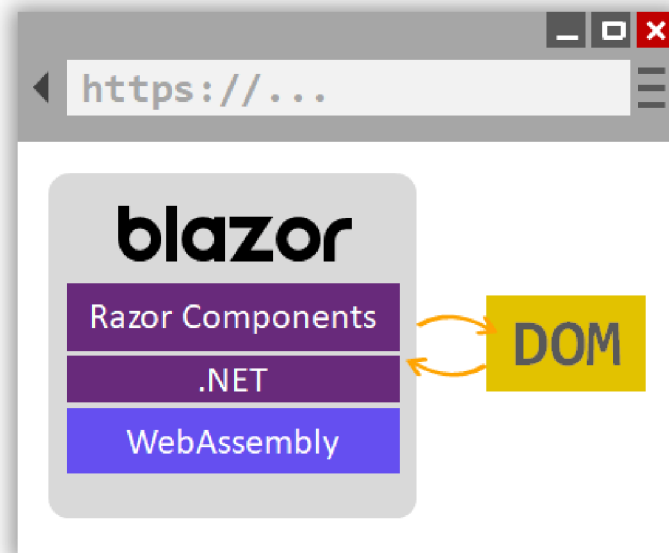 https://...
blazor
Razor Components
.NET
WebAssembly
DOM